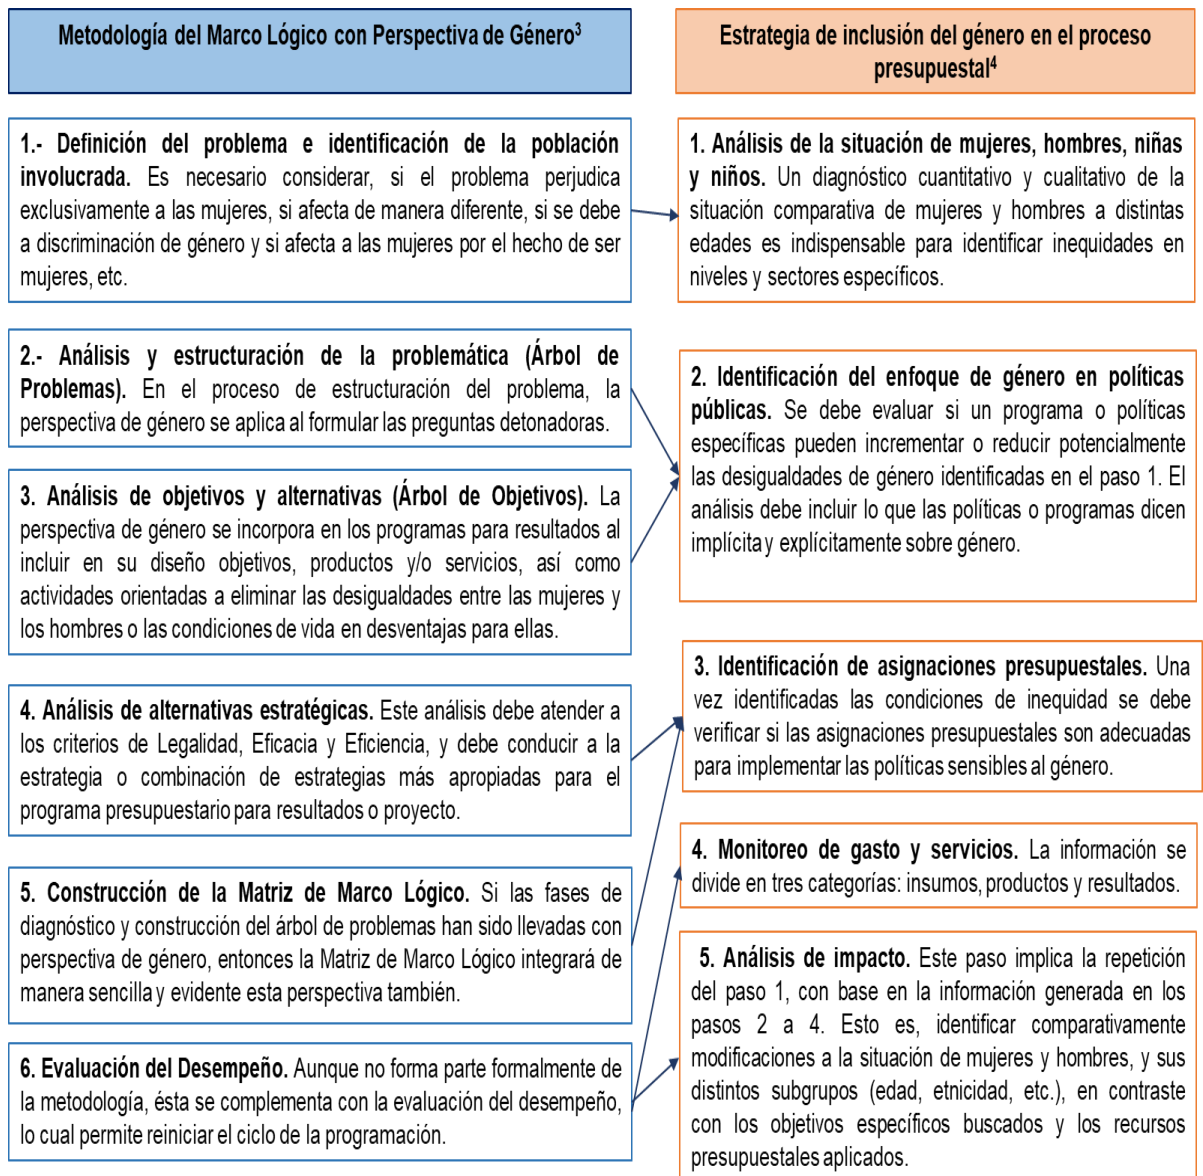 Metodología del Marco Lógico con Perspectiva de Género³
1.- Definición del problema e identificación de la población
involucrada. Es necesario considerar, si el problema perjudica
exclusivamente a las mujeres, si afecta de manera diferente, si se debe
a discriminación de género y si afecta a las mujeres por el hecho de ser
mujeres, etc.
2.- Análisis y estructuración de la problemática (Árbol de
Problemas). En el proceso de estructuración del problema, la
perspectiva de género se aplica al formular las preguntas detonadoras.
3. Análisis de objetivos y alternativas (Árbol de Objetivos). La
perspectiva de género se incorpora en los programas para resultados al
incluir en su diseño objetivos, productos y/o servicios, así como
actividades orientadas a eliminar las desigualdades entre las mujeres y
los hombres o las condiciones de vida en desventajas para ellas.
4. Análisis de alternativas estratégicas. Este análisis debe atender a
los criterios de Legalidad, Eficacia y Eficiencia, y debe conducir a la
estrategia o combinación de estrategias más apropiadas para el
programa presupuestario para resultados o proyecto.
5. Construcción de la Matriz de Marco Lógico. Si las fases de
diagnóstico y construcción del árbol de problemas han sido llevadas con
perspectiva de género, entonces la Matriz de Marco Lógico integrará de
manera sencilla y evidente esta perspectiva también.
6. Evaluación del Desempeño. Aunque no forma parte formalmente de
la metodología, ésta se complementa con la evaluación del desempeño,
lo cual permite reiniciar el ciclo de la programación.
Estrategia de inclusión del género en el proceso
presupuestal⁴
1. Análisis de la situación de mujeres, hombres, niñas
y niños. Un diagnóstico cuantitativo y cualitativo de la
situación comparativa de mujeres y hombres a distintas
edades es indispensable para identificar inequidades en
niveles y sectores específicos.
2. Identificación del enfoque de género en políticas
públicas. Se debe evaluar si un programa o políticas
específicas pueden incrementar o reducir potencialmente
las desigualdades de género identificadas en el paso 1. El
análisis debe incluir lo que las políticas o programas dicen
implícita y explícitamente sobre género.
3. Identificación de asignaciones presupuestales. Una
vez identificadas las condiciones de inequidad se debe
verificar si las asignaciones presupuestales son adecuadas
para implementar las políticas sensibles al género.
4. Monitoreo de gasto y servicios. La información se
divide en tres categorías: insumos, productos y resultados.
5. Análisis de impacto. Este paso implica la repetición
del paso 1, con base en la información generada en los
pasos 2 a 4. Esto es, identificar comparativamente
modificaciones a la situación de mujeres y hombres, y sus
distintos subgrupos (edad, etnicidad, etc.), en contraste
con los objetivos específicos buscados y los recursos
presupuestales aplicados.